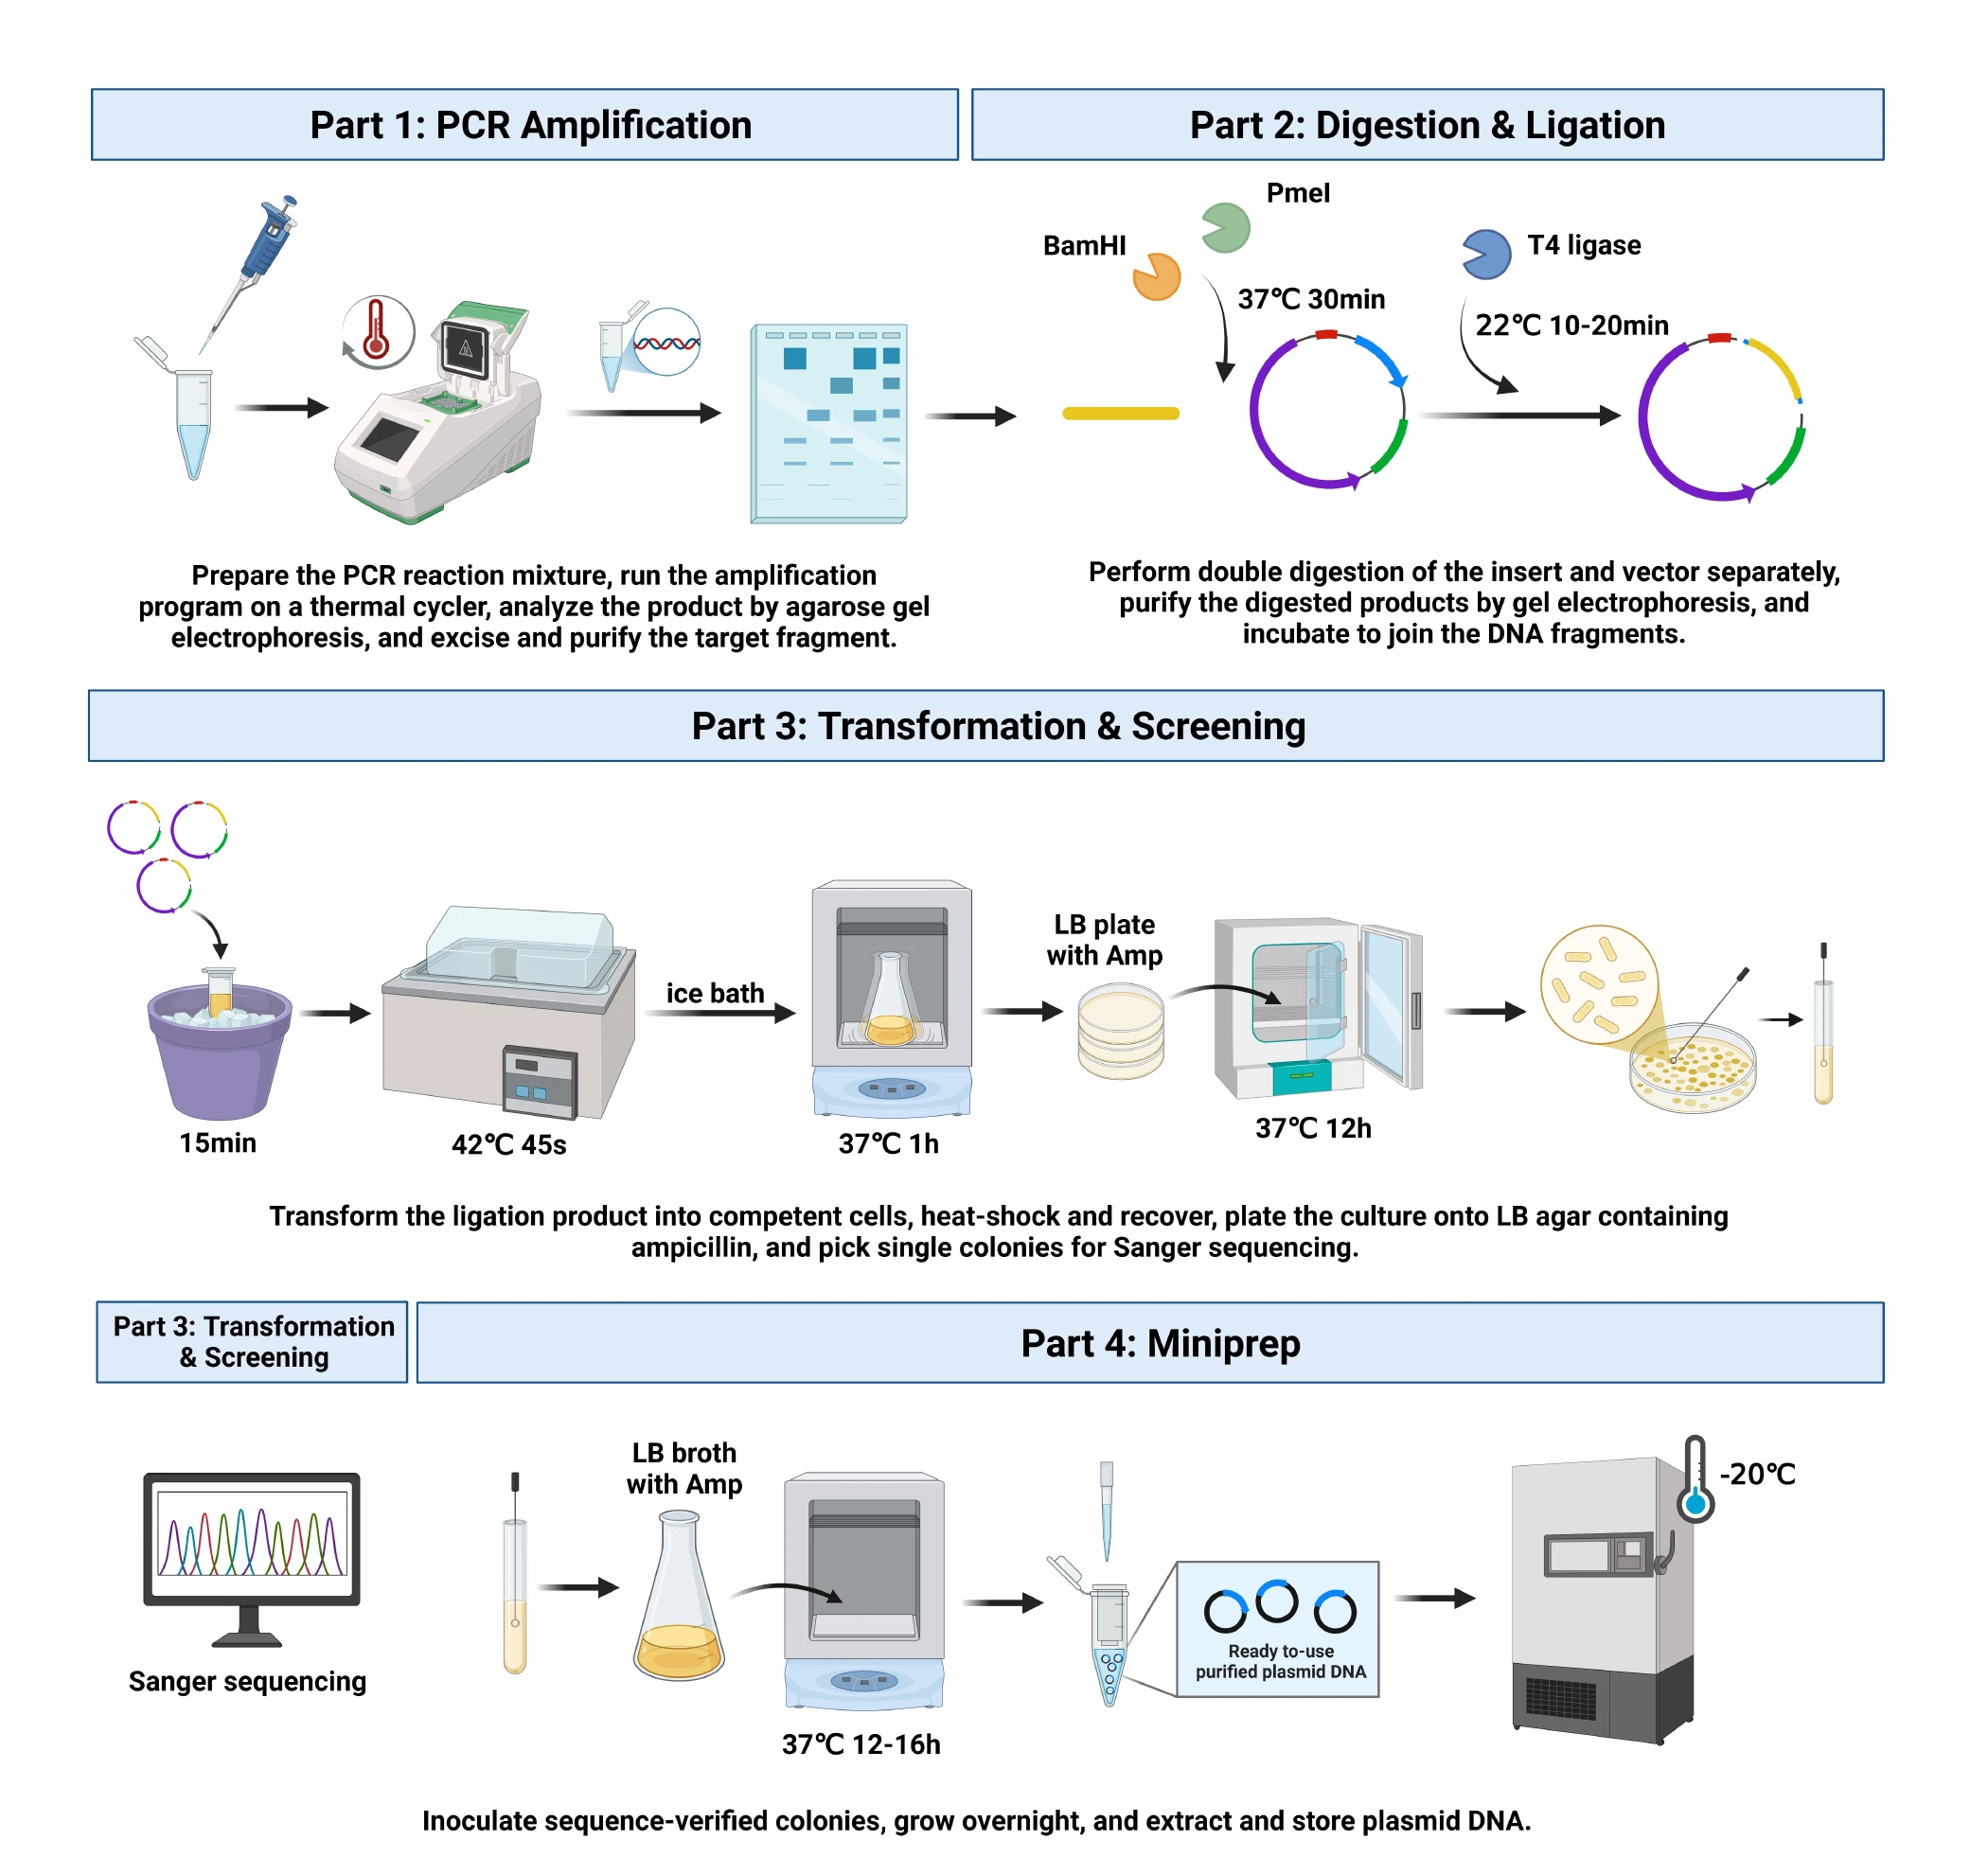 Part 1: PCR Amplification
Part 2: Digestion & Ligation
PmeI
BamHI
T4 ligase
37℃ 30min
22℃ 10-20min
Prepare the PCR reaction mixture, run the amplification
program on a thermal cycler, analyze the product by agarose gel
electrophoresis, and excise and purify the target fragment.
Perform double digestion of the insert and vector separately,
purify the digested products by gel electrophoresis, and
incubate to join the DNA fragments.
Part 3: Transformation & Screening
LB plate
with Amp
ice bath
15min
42℃ 45s
37℃ 1h
37℃ 12h
Transform the ligation product into competent cells, heat-shock and recover, plate the culture onto LB agar containing
ampicillin, and pick single colonies for Sanger sequencing.
Part 3: Transformation
& Screening
Part 4: Miniprep
LB broth
with Amp
-20℃
Ready to-use
purified plasmid DNA
Sanger sequencing
37℃ 12-16h
Inoculate sequence-verified colonies, grow overnight, and extract and store plasmid DNA.